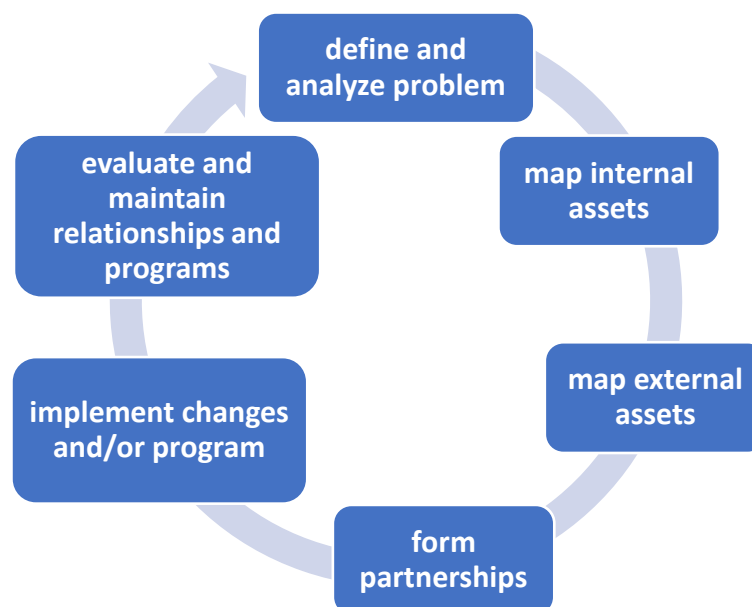 define and
analyze problem
map internal
assets
map external
assets
form
partnerships
implement changes
and/or program
evaluate and
maintain
relationships and
programs